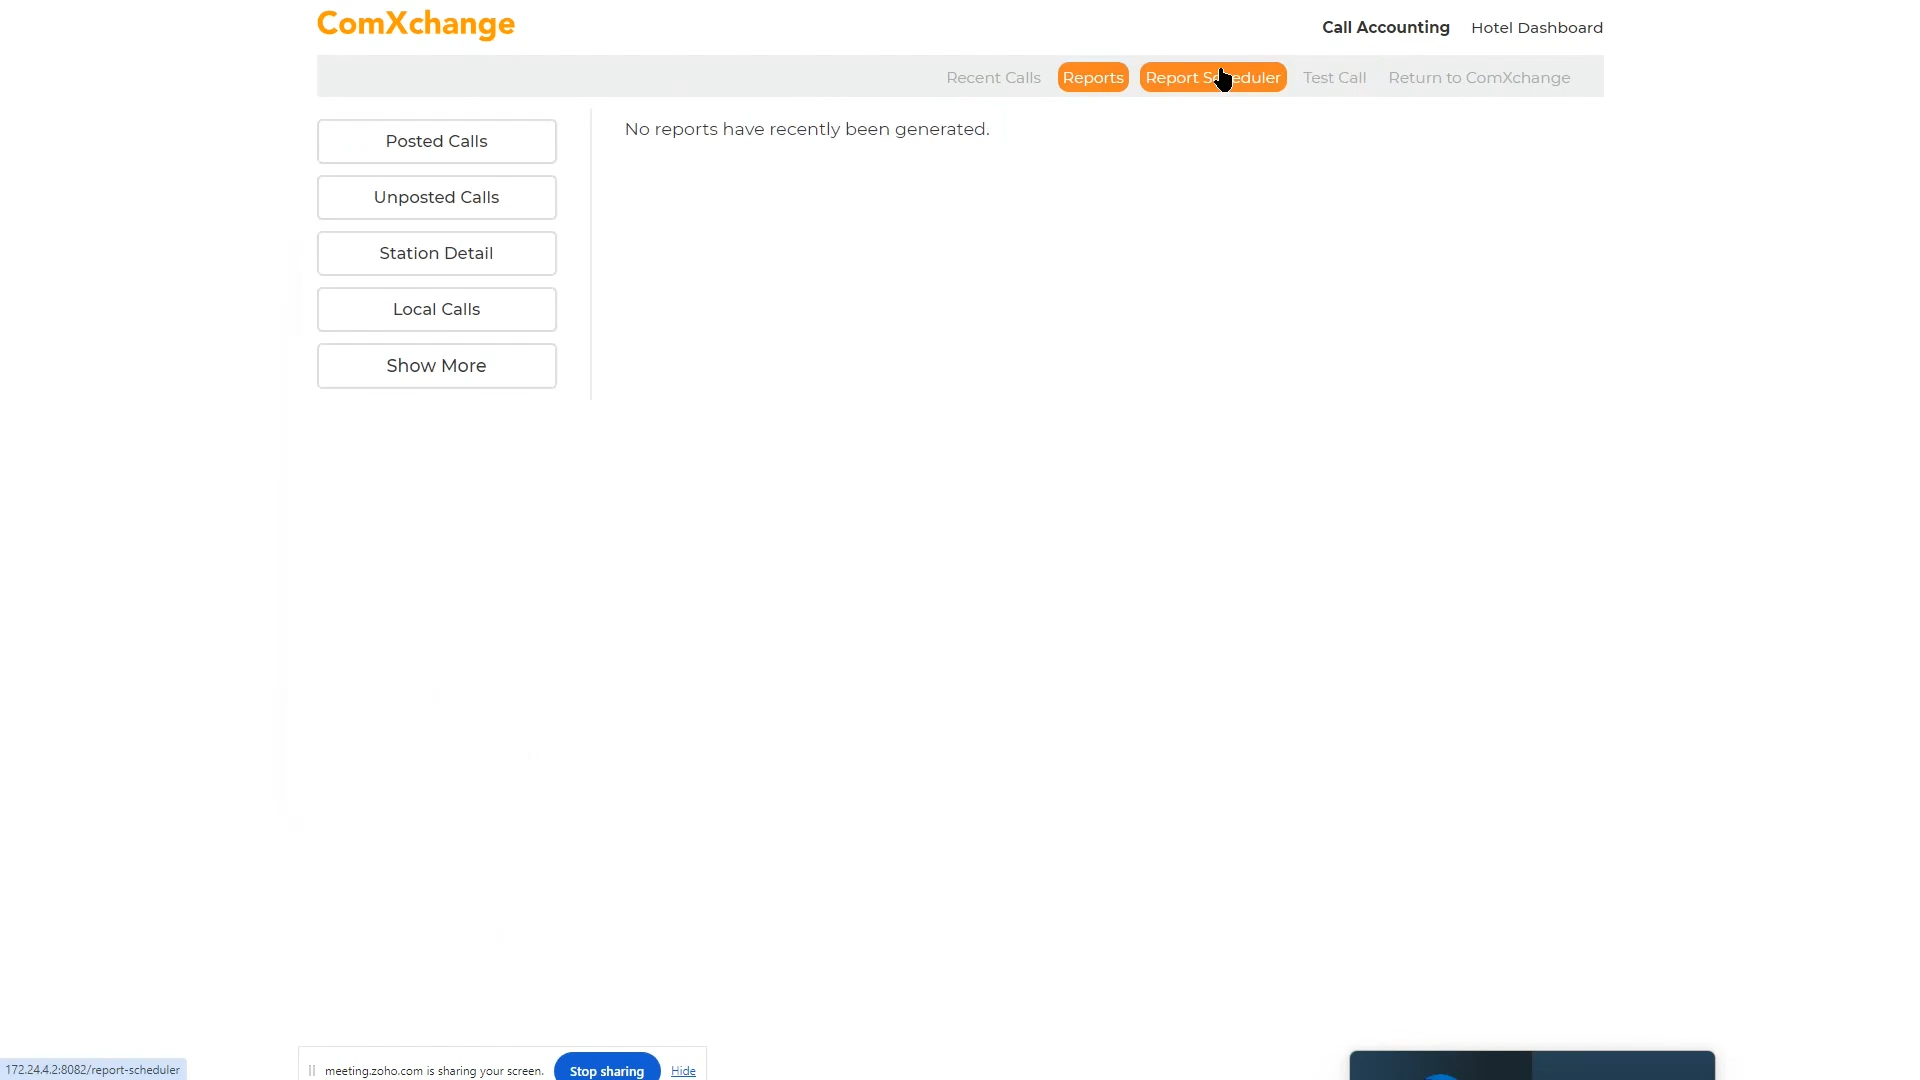 ComXchange
Call Accounting Hotel Dashboard
Recent Calls Reports Report Scheduler Test Call Return to ComXchange
Posted Calls
No reports have recently been generated.
Unposted Calls
Station Detail
Local Calls
Show More
172.24.4.2:8082/report-scheduler
meeting.zoho.com is sharing your screen. Stop sharing Hide